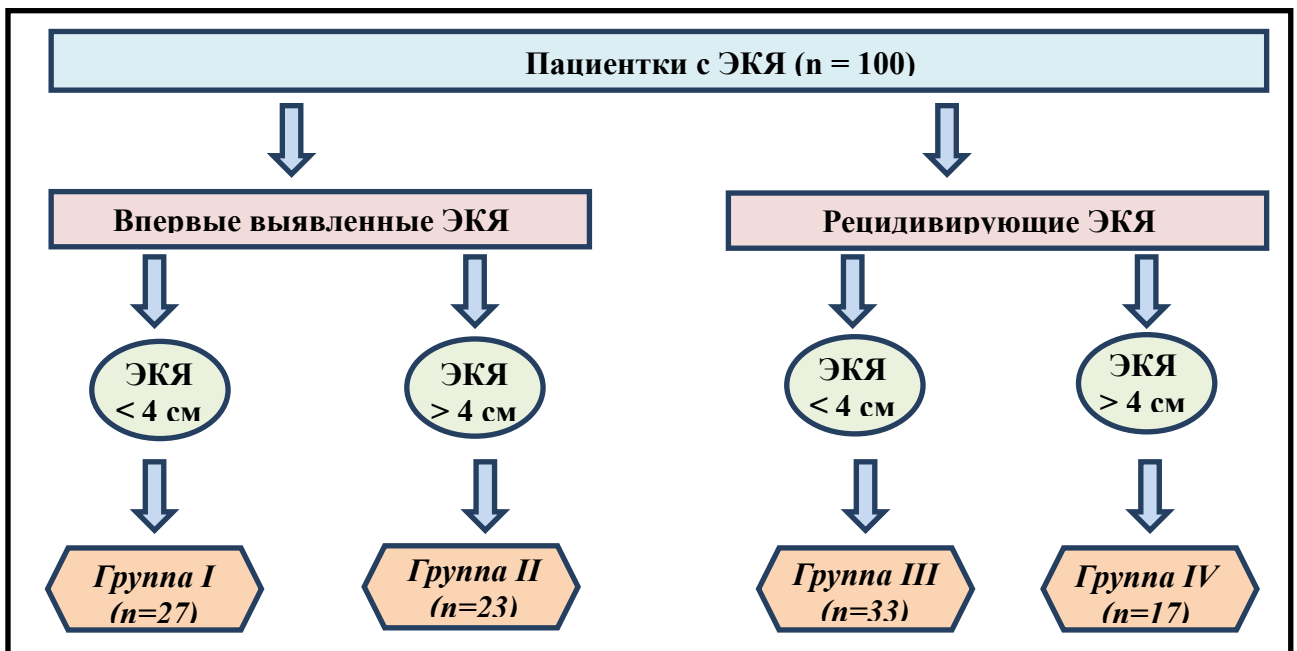 Пациентки с ЭКЯ (n = 100)
Впервые выявленные ЭКЯ
Рецидивирующие ЭКЯ
ЭКЯ
< 4 см
ЭКЯ
> 4 см
ЭКЯ
< 4 см
ЭКЯ
> 4 см
Группа I
(n=27)
Группа II
(n=23)
Группа III
(n=33)
Группа IV
(n=17)